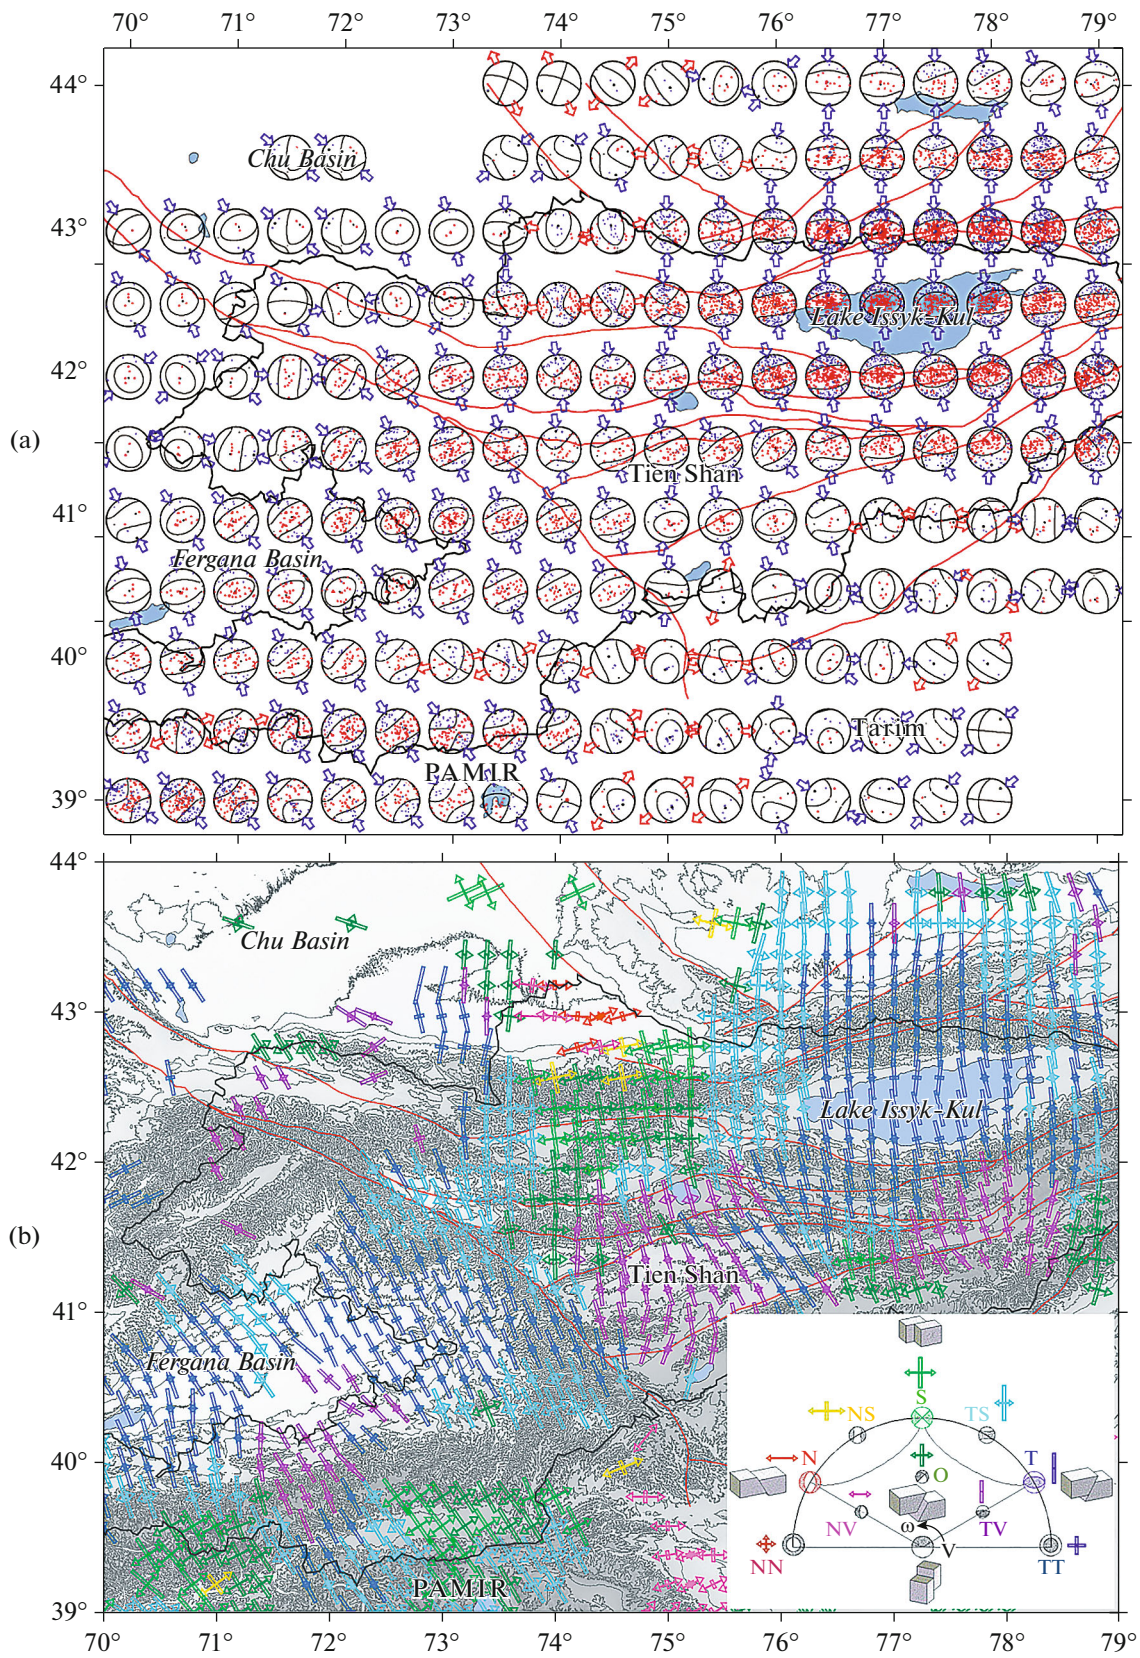 70° 71° 72° 73° 74° 75° 76° 77° 78° 79°
44°
Chu Basin
43°
Lake Issyk-Kul
42°
(a)
Tien Shan
41°
Fergana Basin
40°
Tarim
PAMIR
39°
44°
Chu Basin
43°
Lake Issyk-Kul
42°
(b)
Tien Shan
41°
Fergana Basin
S
NS TS
40°
N T
O
NV TV
ω
V
NN TT
PAMIR
39°
70 71° 72° 73° 74° 75° 76° 77° 78° 79°